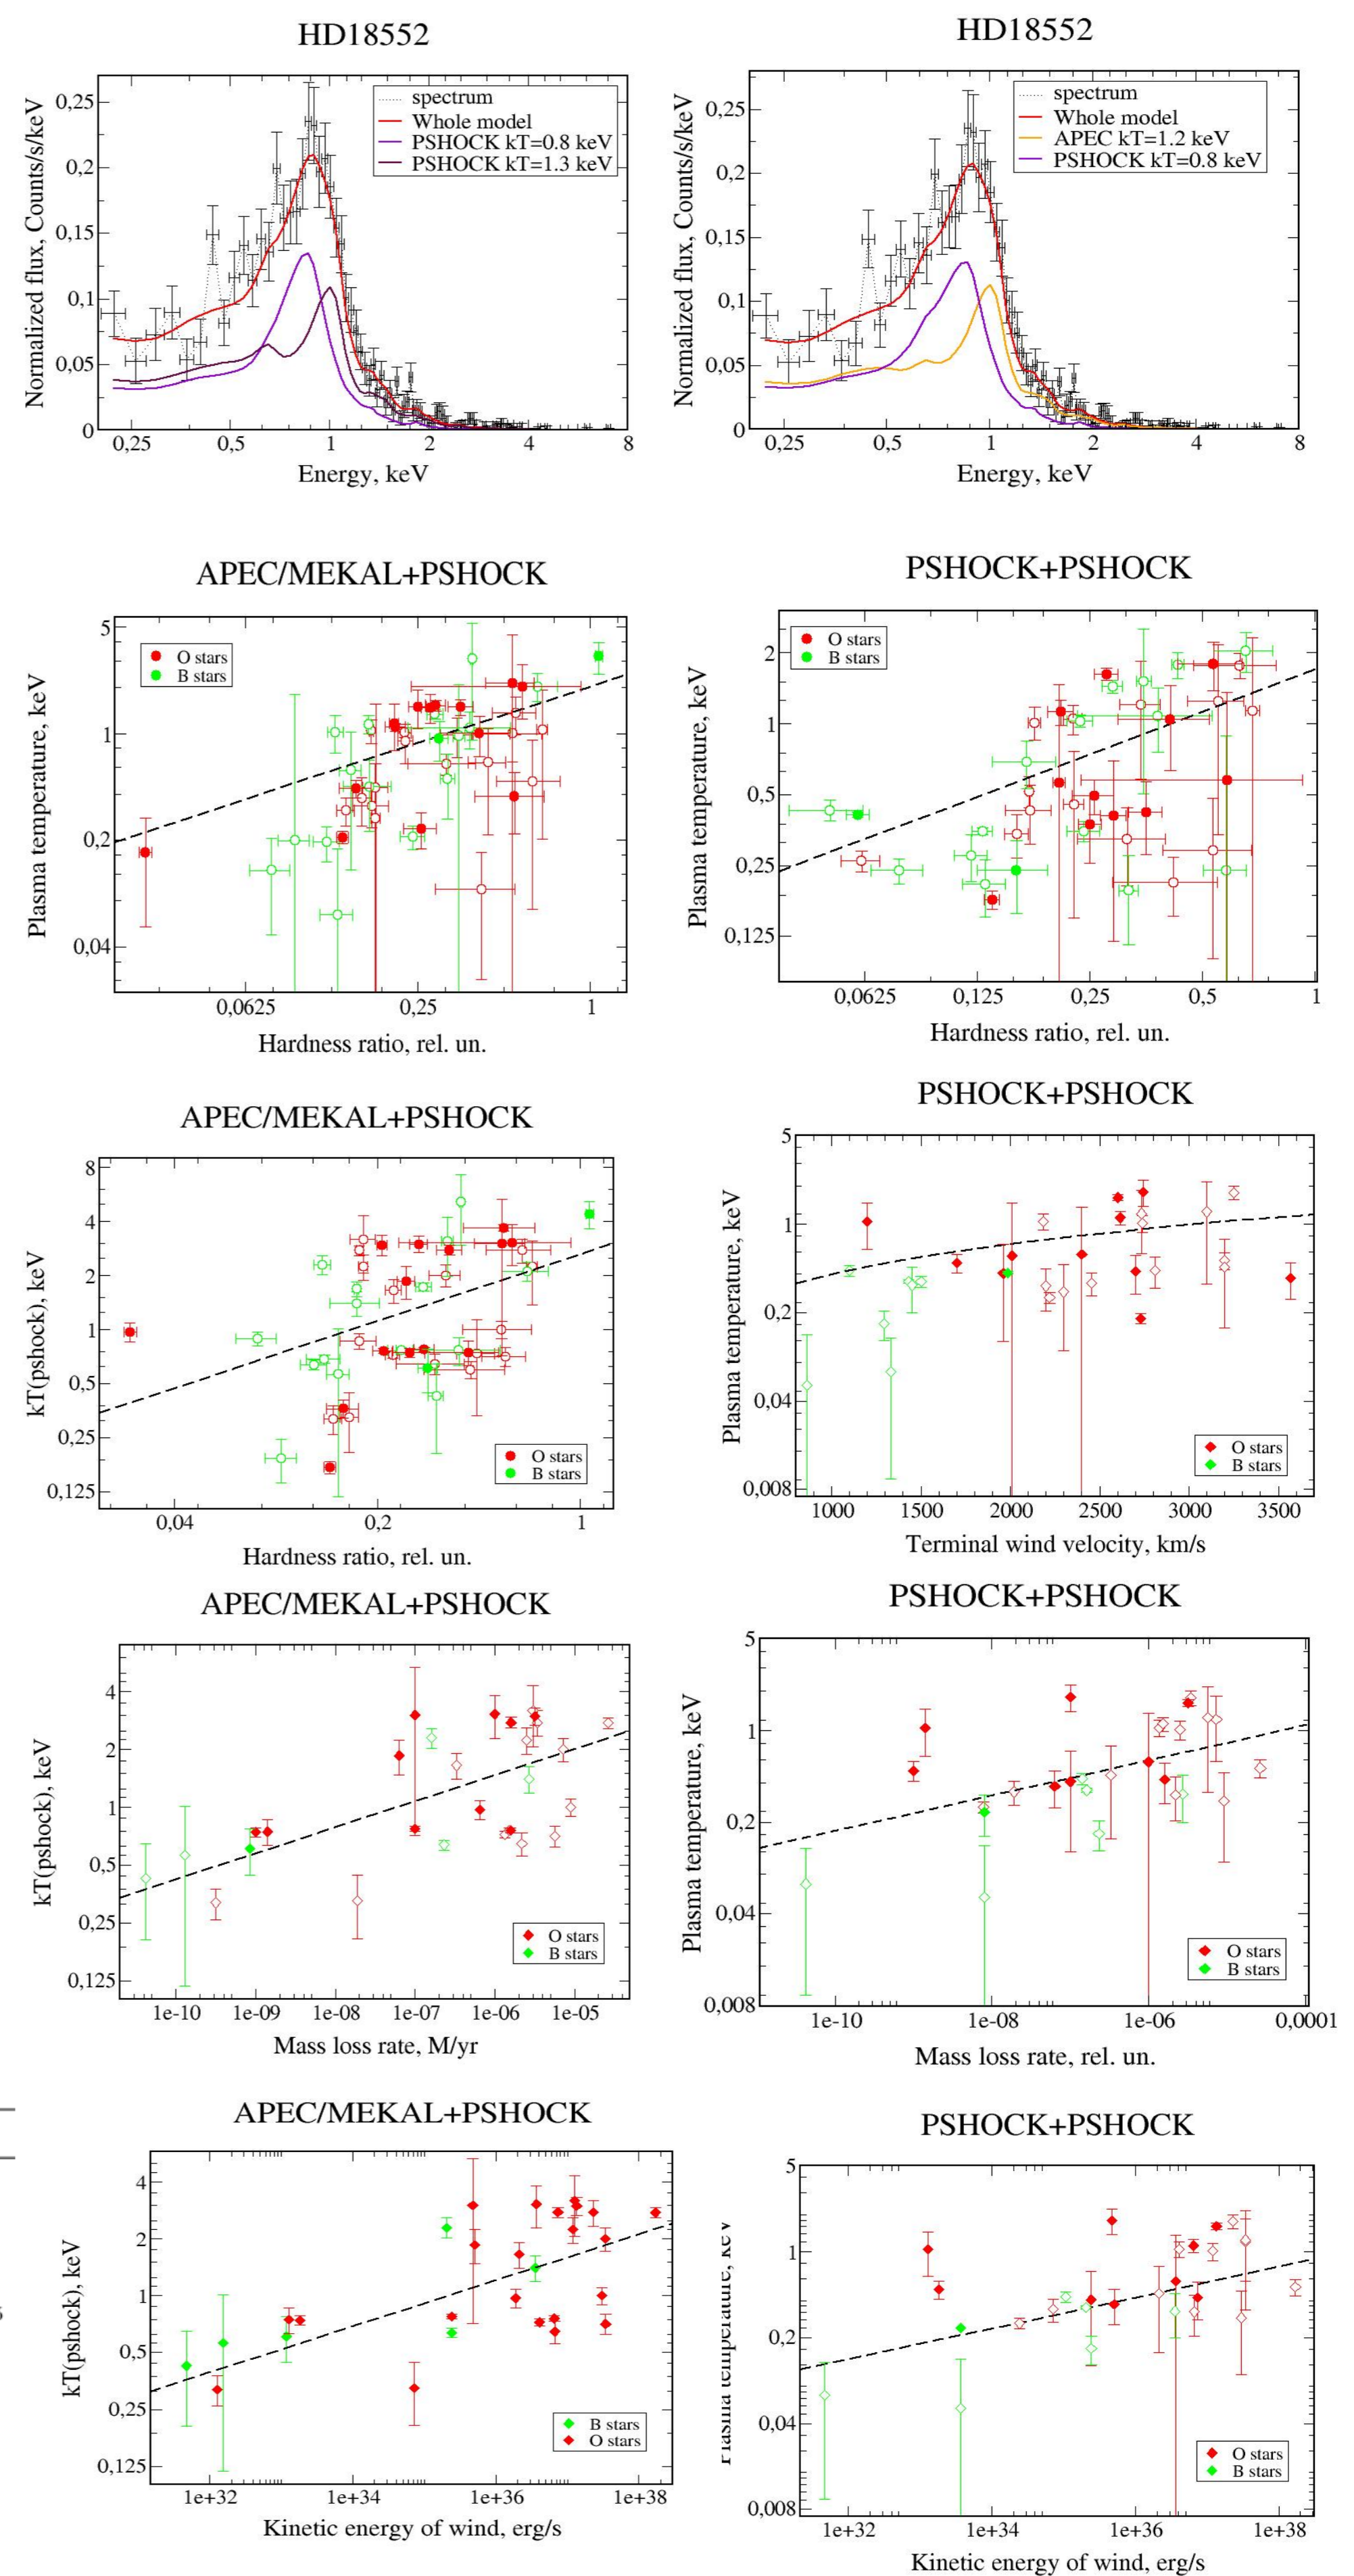 HD18552
0,25
0,2
0,15
0,1
0,05
0
Normalized flux, Counts/s/keV
spectrum
Whole model
PSHOCK kT=0.8 keV
PSHOCK kT=1.3 keV
0,25 0,5 1 2 4 8
Energy, keV
HD18552
0,25
0,2
0,15
0,1
0,05
0
Normalized flux, Counts/s/keV
spectrum
Whole model
APEC kT=1.2 keV
PSHOCK kT=0.8 keV
0,25 0,5 1 2 4 8
Energy, keV
APEC/MEKAL+PSHOCK
5
1
0,2
0,04
Plasma temperature, keV
O stars
B stars
0,0625 0,25 1
Hardness ratio, rel. un.
PSHOCK+PSHOCK
2
1
0,5
0,25
0,125
Plasma temperature, keV
O stars
B stars
0,0625 0,125 0,25 0,5 1
Hardness ratio, rel. un.
APEC/MEKAL+PSHOCK
8
4
2
1
0,5
0,25
0,125
kT(pshock), keV
O stars
B stars
0,04 0,2 1
Hardness ratio, rel. un.
PSHOCK+PSHOCK
5
1
0,2
0,04
0,008
Plasma temperature, keV
O stars
B stars
1000 1500 2000 2500 3000 3500
Terminal wind velocity, km/s
APEC/MEKAL+PSHOCK
4
2
1
0,5
0,25
0,125
kT(pshock), keV
O stars
B stars
1e-10 1e-09 1e-08 1e-07 1e-06 1e-05
Mass loss rate, M/yr
PSHOCK+PSHOCK
5
1
0,2
0,04
0,008
Plasma temperature, keV
O stars
B stars
1e-10 1e-08 1e-06 0,0001
Mass loss rate, rel. un.
APEC/MEKAL+PSHOCK
4
2
1
0,5
0,25
0,125
kT(pshock), keV
B stars
O stars
1e+32 1e+34 1e+36 1e+38
Kinetic energy of wind, erg/s
PSHOCK+PSHOCK
5
1
0,2
0,04
0,008
temperature,
O stars
B stars
1e+32 1e+34 1e+36 1e+38
Kinetic energy of wind, erg/s